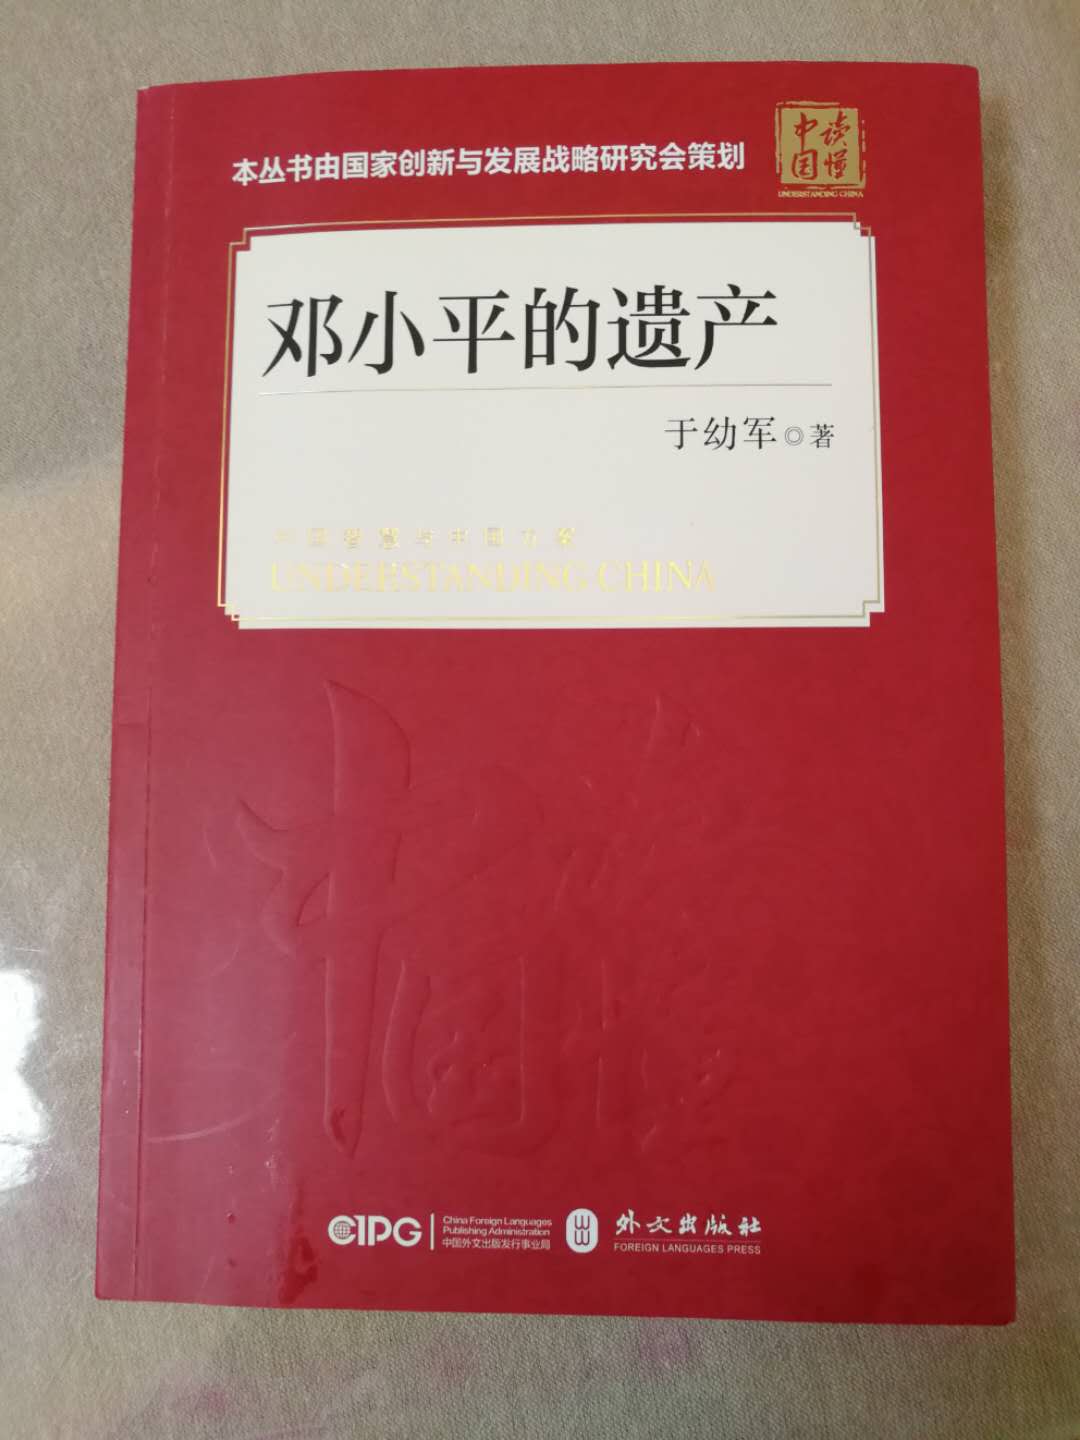 本丛书由国家创新与发展战略研究会策划
读懂
中国
UNDERSTANDING CHINA
邓小平的遗产
于幼军◎著
中国智慧与中国方案
UNDERSTANDING CHINA
CIPG
China Foreign Languages
Publishing Administration
中国外文出版发行事业局
外文出版社
FOREIGN LANGUAGES PRESS